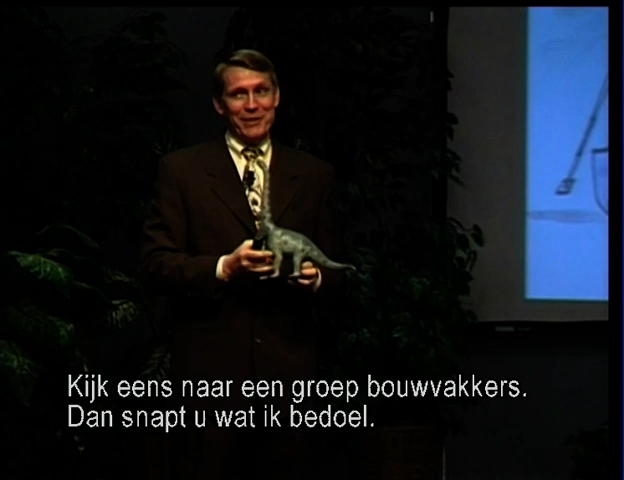 Kijk eens naar een groep bouwvakkers.
Dan snapt u wat ik bedoel.